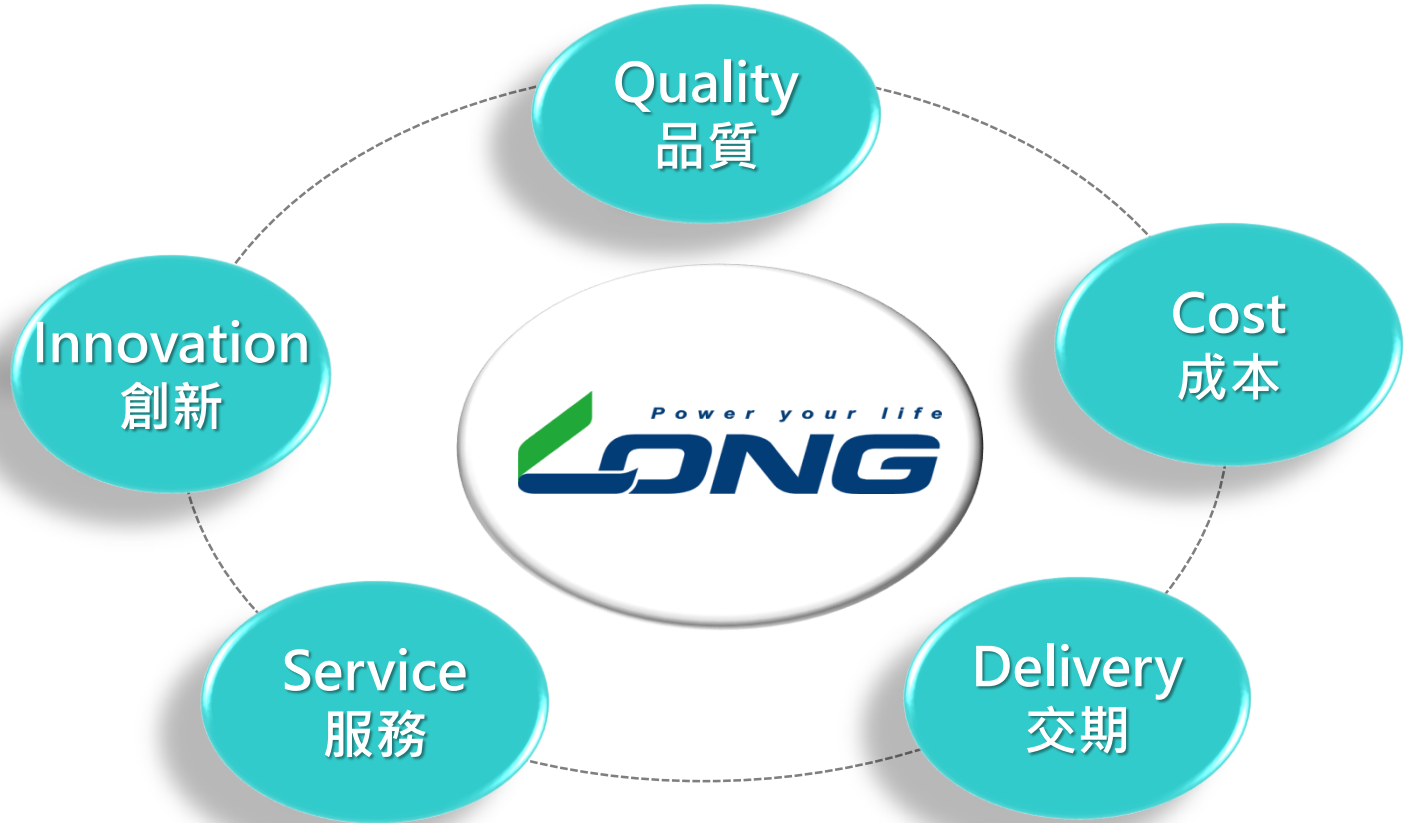 Quality
品質
Cost
成本
Innovation
創新
Power your life
LONG
Service
服務
Delivery
交期